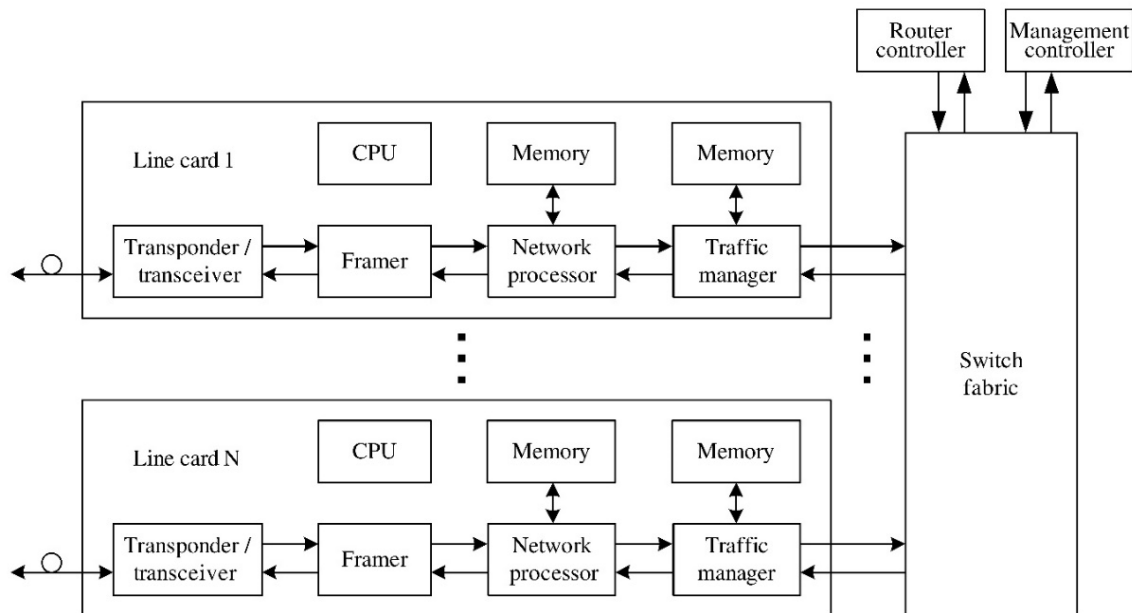 Router
controller
Management
controller
Line card 1
CPU
Memory
Memory
Transponder /
transceiver
Framer
Network
processor
Traffic
manager
Switch
fabric
Line card N
CPU
Memory
Memory
Transponder /
transceiver
Framer
Network
processor
Traffic
manager